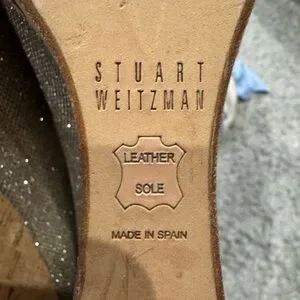 STUART
WEITZMAN
LEATHER
SOLE
MADE IN SPAIN